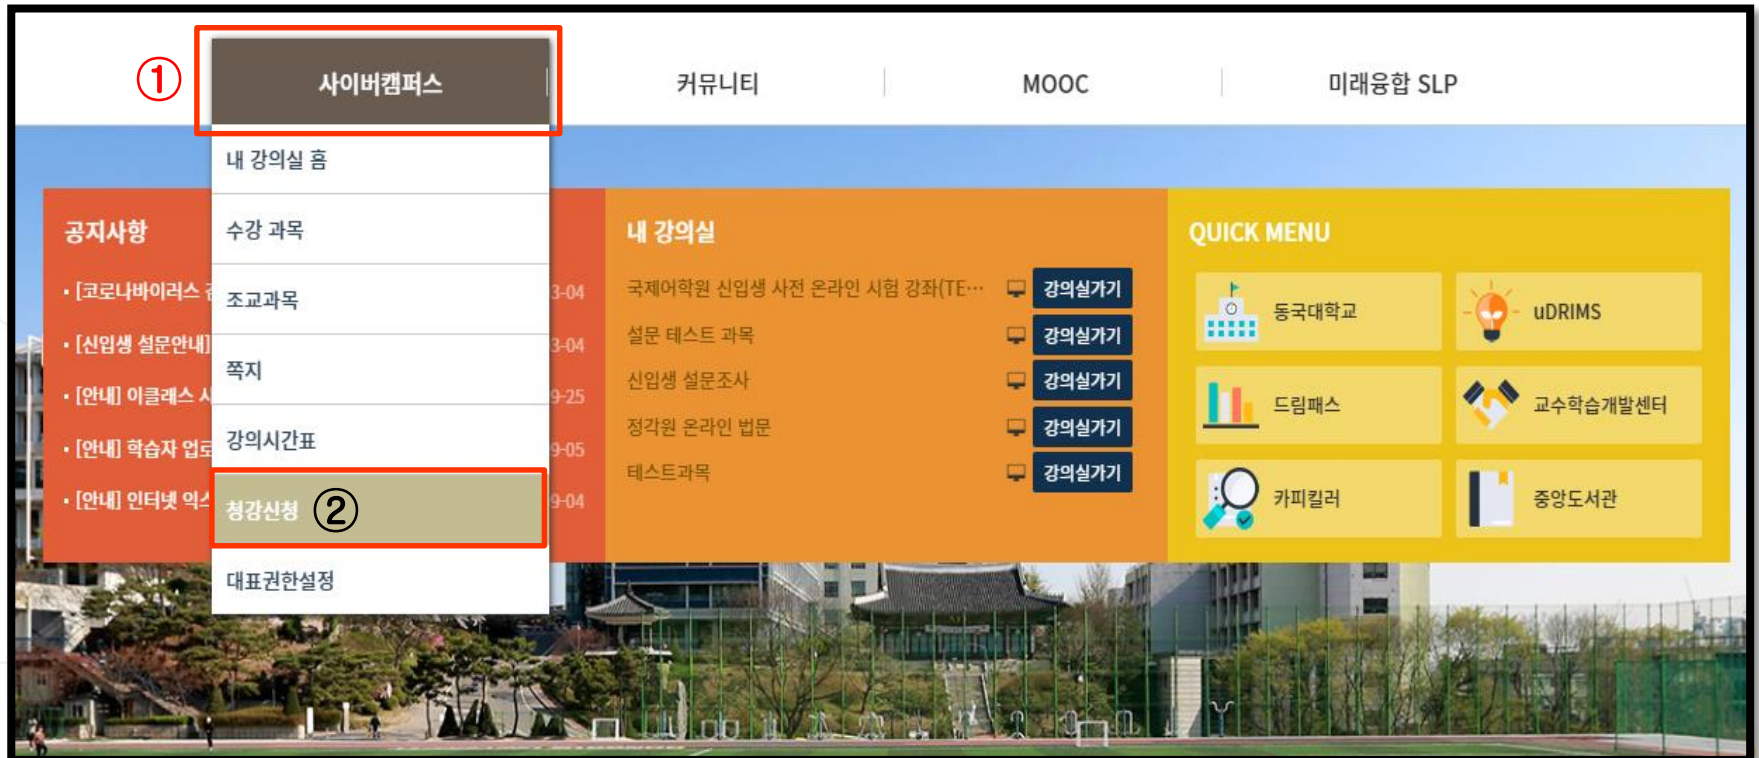 ①
사이버캠퍼스
커뮤니티
MOOC
미래융합 SLP
내 강의실 홈
수강 과목
조교과목
쪽지
강의시간표
청강신청 ②
대표권한설정
공지사항
• [코로나바이러스 3-04
• [신입생 설문안내] 3-04
• [안내] 이클래스 9-25
• [안내] 학습자 업로 9-05
• [안내] 인터넷 익스 9-04
내 강의실
국제어학원 신입생 사전 온라인 시험 강좌(TE… 강의실가기
설문 테스트 과목 강의실가기
신입생 설문조사 강의실가기
정각원 온라인 법문 강의실가기
테스트과목 강의실가기
QUICK MENU
동국대학교
uDRIMS
드림패스
교수학습개발센터
카피킬러
중앙도서관